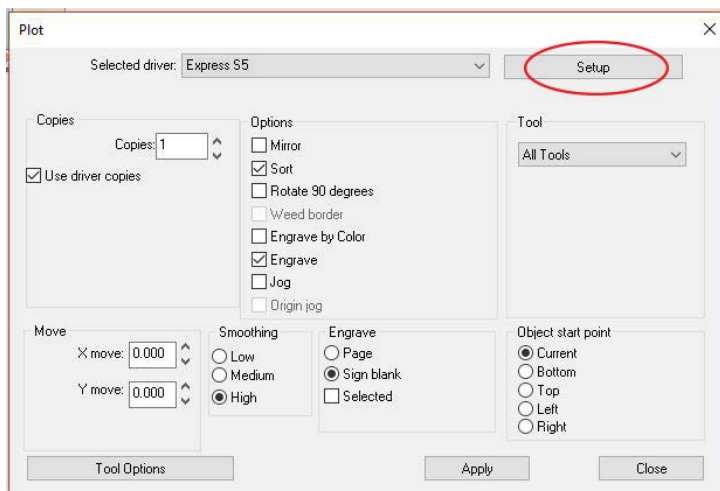 Plot
Selected driver: Express S5
Setup
Copies
Copies: 1
Use driver copies
Options
Mirror
Sort
Rotate 90 degrees
Weed border
Engrave by Color
Engrave
Jog
Origin jog
Tool
All Tools
Move
X move: 0.000
Y move: 0.000
Smoothing
Low
Medium
High
Engrave
Page
Sign blank
Selected
Object start point
Current
Bottom
Top
Left
Right
Tool Options
Apply
Close